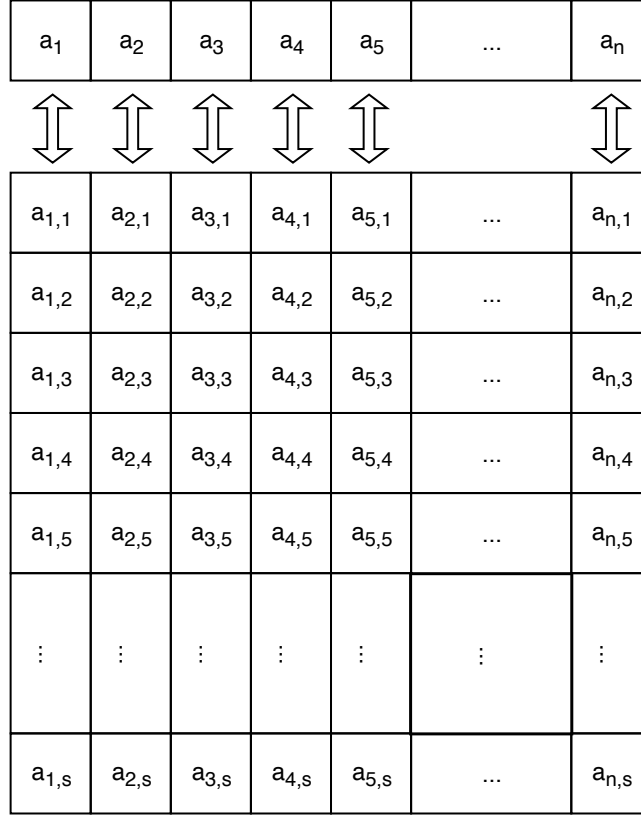 a₁ a₂ a₃ a₄ a₅ ... aₙ
a₁,₁ a₂,₁ a₃,₁ a₄,₁ a₅,₁ ... aₙ,₁
a₁,₂ a₂,₂ a₃,₂ a₄,₂ a₅,₂ ... aₙ,₂
a₁,₃ a₂,₃ a₃,₃ a₄,₃ a₅,₃ ... aₙ,₃
a₁,₄ a₂,₄ a₃,₄ a₄,₄ a₅,₄ ... aₙ,₄
a₁,₅ a₂,₅ a₃,₅ a₄,₅ a₅,₅ ... aₙ,₅
⋮ ⋮ ⋮ ⋮ ⋮ ⋮ ⋮
a₁,ₛ a₂,ₛ a₃,ₛ a₄,ₛ a₅,ₛ ... aₙ,ₛ